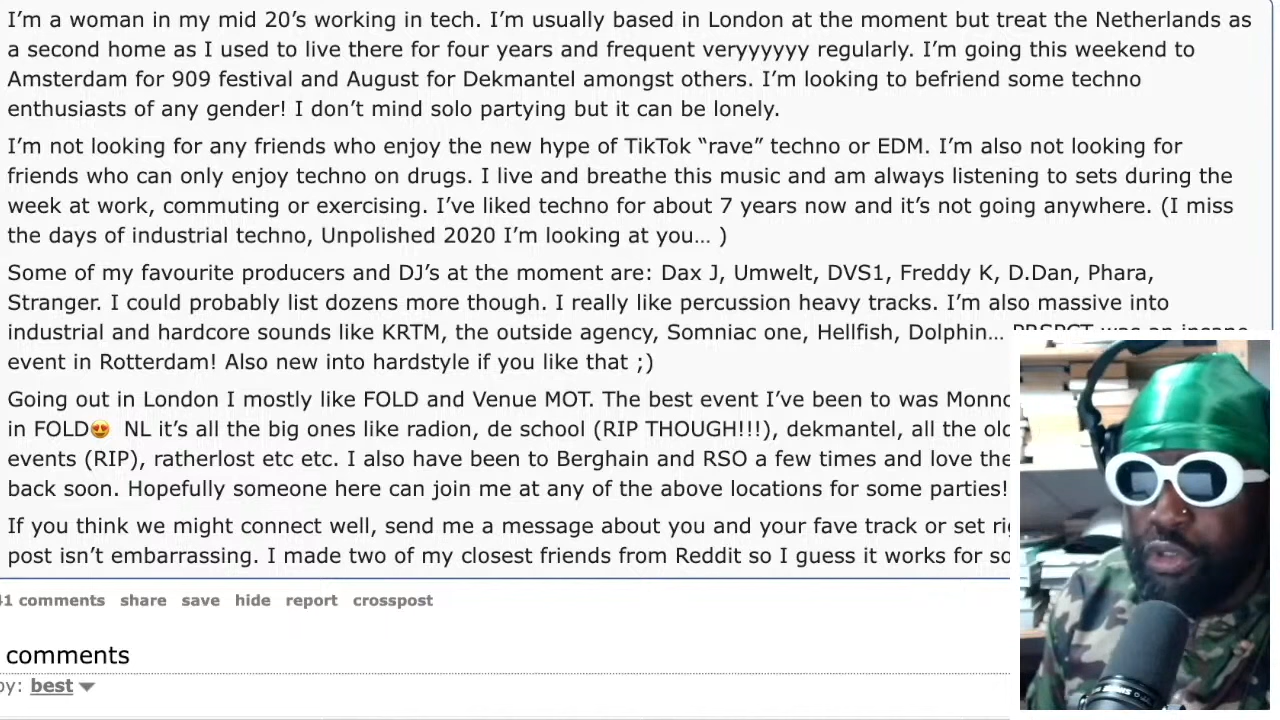 I’m a woman in my mid 20’s working in tech. I’m usually based in London at the moment but treat the Netherlands as
a second home as I used to live there for four years and frequent veryyyyyy regularly. I’m going this weekend to
Amsterdam for 909 festival and August for Dekmantel amongst others. I’m looking to befriend some techno
enthusiasts of any gender! I don’t mind solo partying but it can be lonely.
I’m not looking for any friends who enjoy the new hype of TikTok “rave” techno or EDM. I’m also not looking for
friends who can only enjoy techno on drugs. I live and breathe this music and am always listening to sets during the
week at work, commuting or exercising. I’ve liked techno for about 7 years now and it’s not going anywhere. (I miss
the days of industrial techno, Unpolished 2020 I’m looking at you… )
Some of my favourite producers and DJ’s at the moment are: Dax J, Umwelt, DVS1, Freddy K, D.Dan, Phara,
Stranger. I could probably list dozens more though. I really like percussion heavy tracks. I’m also massive into
industrial and hardcore sounds like KRTM, the outside agency, Somniac one, Hellfish, Dolphin… PRSPCT was an insane
event in Rotterdam! Also new into hardstyle if you like that ;)
Going out in London I mostly like FOLD and Venue MOT. The best event I’ve been to was
in FOLD😍 NL it’s all the big ones like radion, de school (RIP THOUGH!!!), dekmantel, all the
events (RIP), ratherlost etc etc. I also have been to Berghain and RSO a few times and love
back soon. Hopefully someone here can join me at any of the above locations for some parties!
If you think we might connect well, send me a message about you and your fave track or set
post isn’t embarrassing. I made two of my closest friends from Reddit so I guess it works for
41 comments share save hide report crosspost
comments
by: best